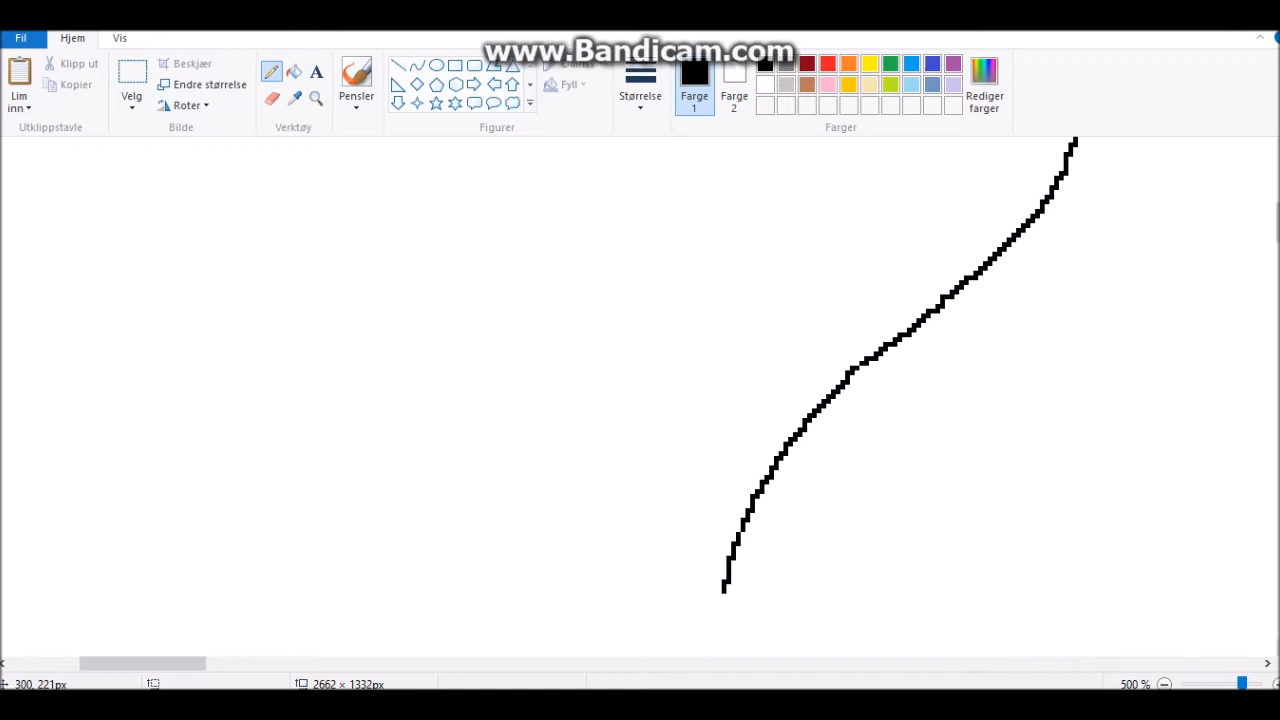 www.Bandicam.com
Fil Hjem Vis
Lim inn
Klipp ut
Kopier
Utklippstavle
Velg
Beskjær
Endre størrelse
Roter
Bilde
Verktøy
Pensler
Fyll
Figurer
Størrelse
Farge 1
Farge 2
Rediger farger
Farger
300, 221px
2662 × 1332px
500 %